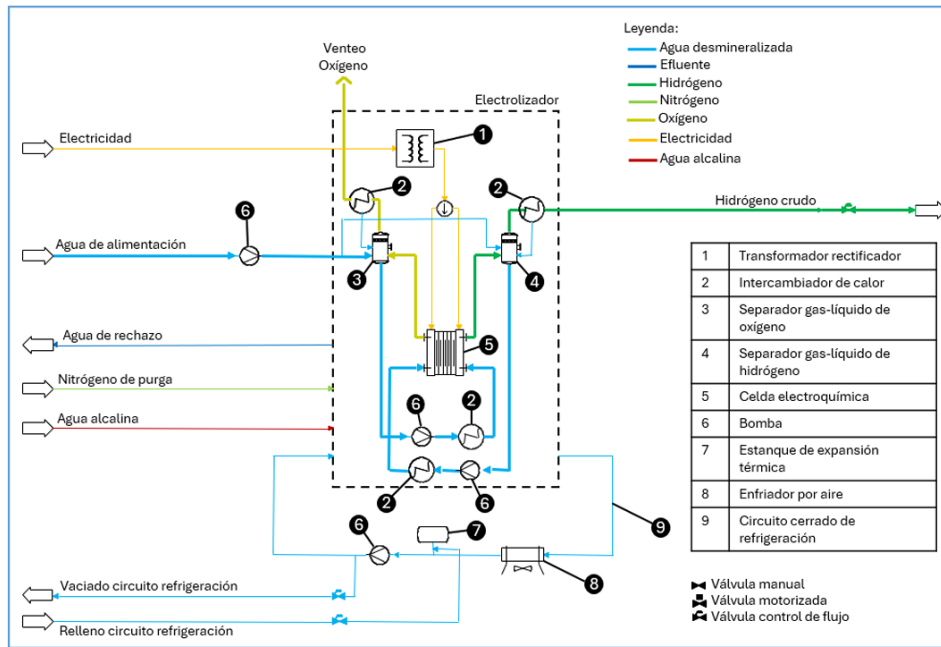 Leyenda:
Agua desmineralizada
Efluente
Hidrógeno
Nitrógeno
Oxígeno
Electricidad
Agua alcalina
Venteo
Oxígeno
Electrolizador
Electricidad
1
2
2
Hidrógeno crudo
6
Agua de alimentación
3
4
Agua de rechazo
5
Nitrógeno de purga
Agua alcalina
6
2
2
6
6
7
9
8
Vaciado circuito refrigeración
Relleno circuito refrigeración
1 Transformador rectificador
2 Intercambiador de calor
3 Separador gas-líquido de
oxígeno
4 Separador gas-líquido de
hidrógeno
5 Celda electroquímica
6 Bomba
7 Estanque de expansión
térmica
8 Enfriador por aire
9 Circuito cerrado de
refrigeración
Válvula manual
Válvula motorizada
Válvula control de flujo